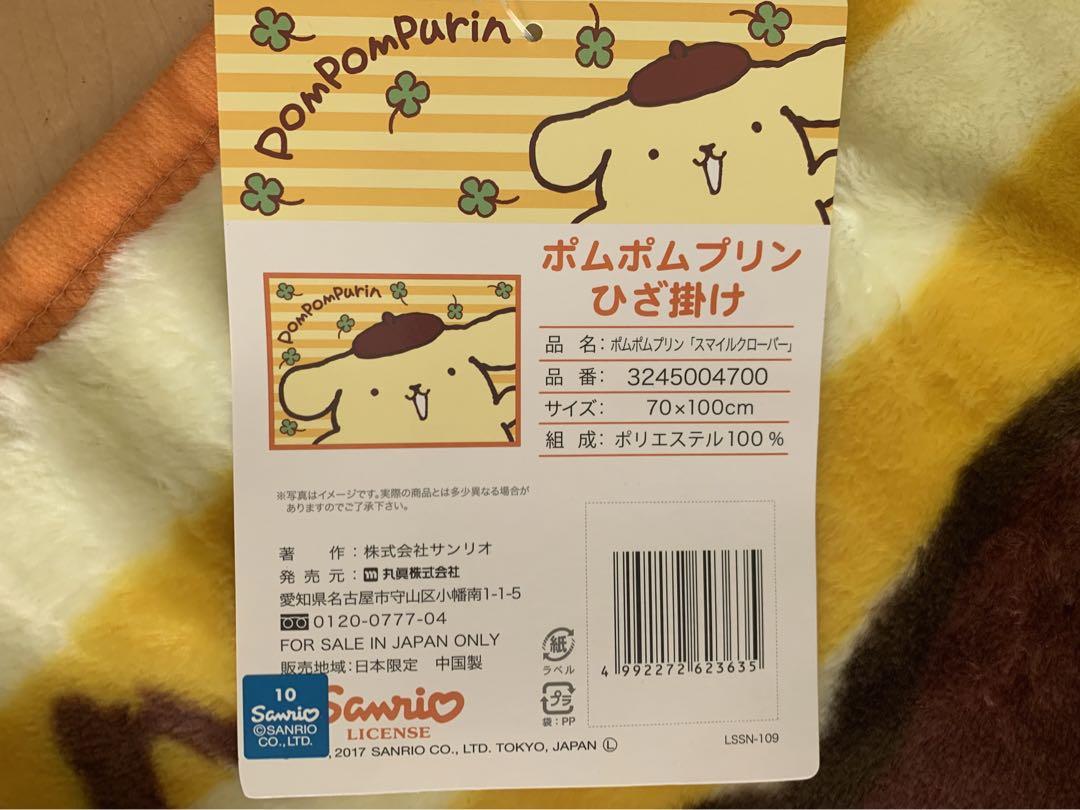 PomPomPurin
ポムポムプリン
ひざ掛け
PomPomPurin
品 名：ポムポムプリン「スマイルクローバー」
品 番： 3245004700
サイズ： 70×100cm
組 成： ポリエステル100％
※写真はイメージです。実際の商品とは多少異なる場合が
ありますのでご了承下さい。
著 作：株式会社サンリオ
発 売 元： m 丸眞株式会社
愛知県名古屋市守山区小幡南1-1-5
0120-0777-04
FOR SALE IN JAPAN ONLY
販売地域：日本限定 中国製
紙
ラベル
プラ
袋：PP
4 992272 623635
LSSN-109
10
Sanrio
©SANRIO
CO., LTD.
Sanrio
LICENSE
, 2017 SANRIO CO., LTD. TOKYO, JAPAN Ⓛ